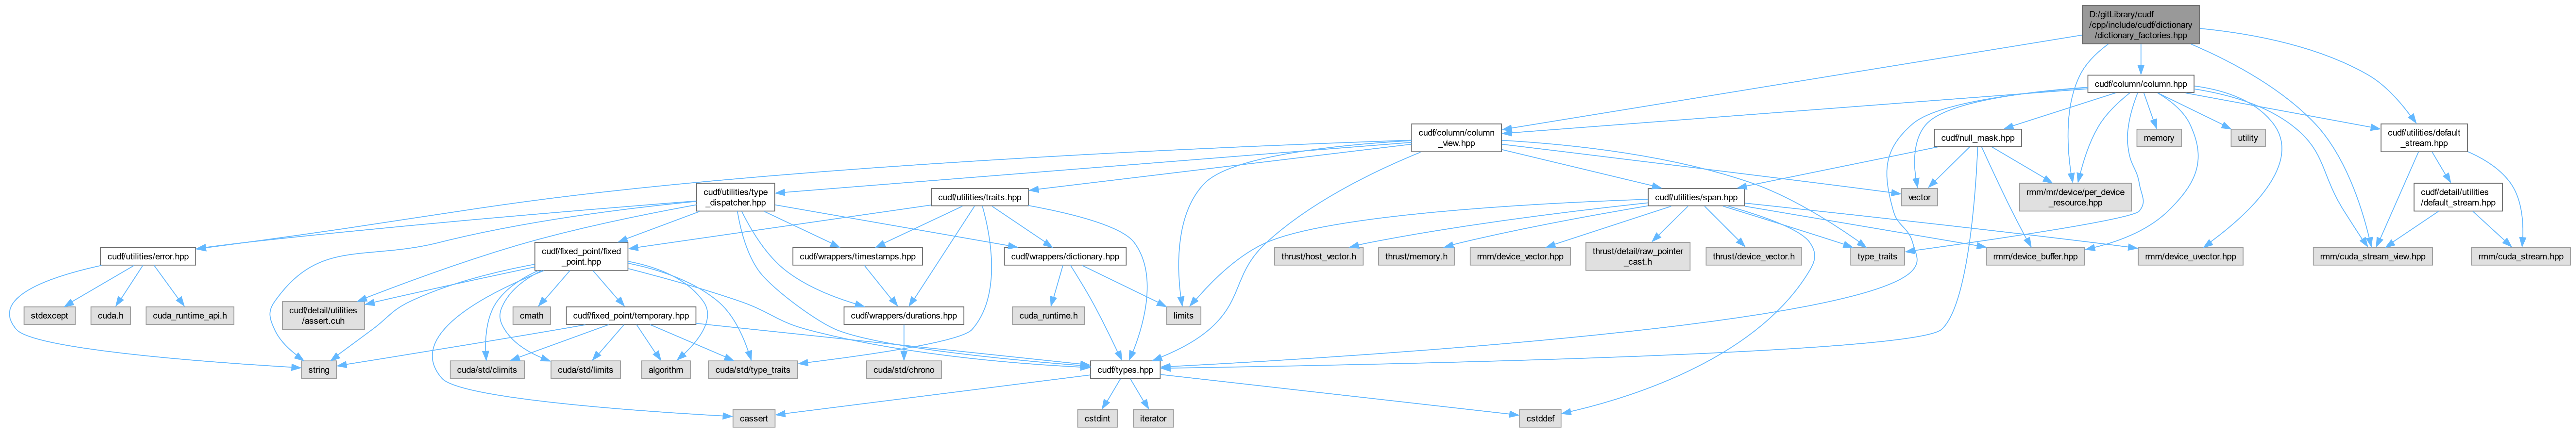 D:/gitLibrary/cudf
/cpp/include/cudf/dictionary
/dictionary_factories.hpp
cudf/column/column.hpp
cudf/column/column
_view.hpp
cudf/null_mask.hpp
memory
utility
cudf/utilities/default
_stream.hpp
cudf/utilities/type
_dispatcher.hpp
cudf/utilities/traits.hpp
cudf/utilities/span.hpp
vector
rmm/mr/device/per_device
_resource.hpp
cudf/detail/utilities
/default_stream.hpp
cudf/utilities/error.hpp
cudf/fixed_point/fixed
_point.hpp
cudf/wrappers/timestamps.hpp
cudf/wrappers/dictionary.hpp
thrust/host_vector.h
thrust/memory.h
rmm/device_vector.hpp
thrust/detail/raw_pointer
_cast.h
thrust/device_vector.h
type_traits
rmm/device_buffer.hpp
rmm/device_uvector.hpp
rmm/cuda_stream_view.hpp
rmm/cuda_stream.hpp
stdexcept
cuda.h
cuda_runtime_api.h
cudf/detail/utilities
/assert.cuh
cmath
cudf/fixed_point/temporary.hpp
cudf/wrappers/durations.hpp
cuda_runtime.h
limits
string
cuda/std/climits
cuda/std/limits
algorithm
cuda/std/type_traits
cuda/std/chrono
cudf/types.hpp
cassert
cstdint
iterator
cstddef